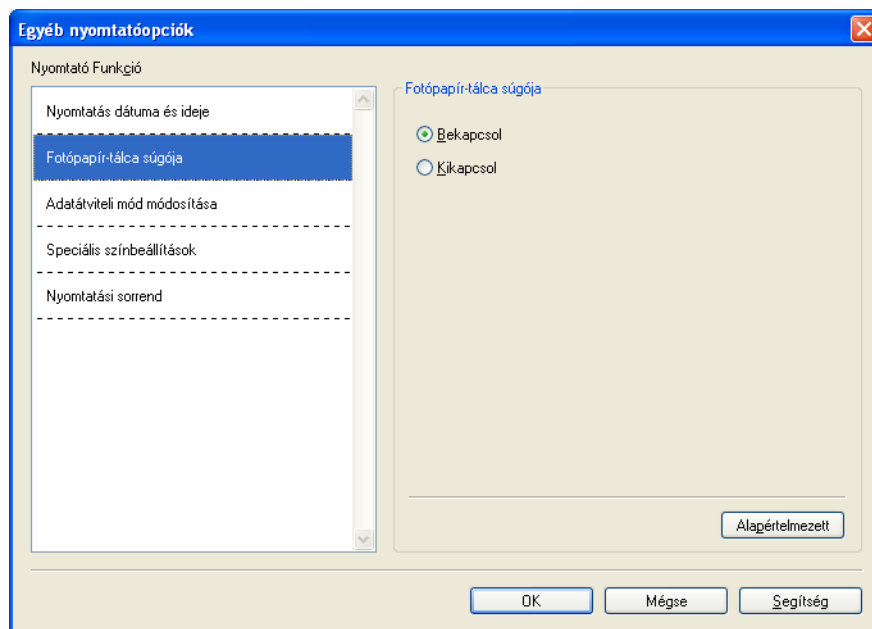 Egyéb nyomtatóopciók
Nyomtató Funkció
Nyomtatás dátuma és ideje
Fotópapír-tálca súgója
Adatátviteli mód módosítása
Speciális színbeállítások
Nyomtatási sorrend
Fotópapír-tálca súgója
Bekapcsol
Kikapcsol
Alapértelmezett
OK
Mégse
Segítség